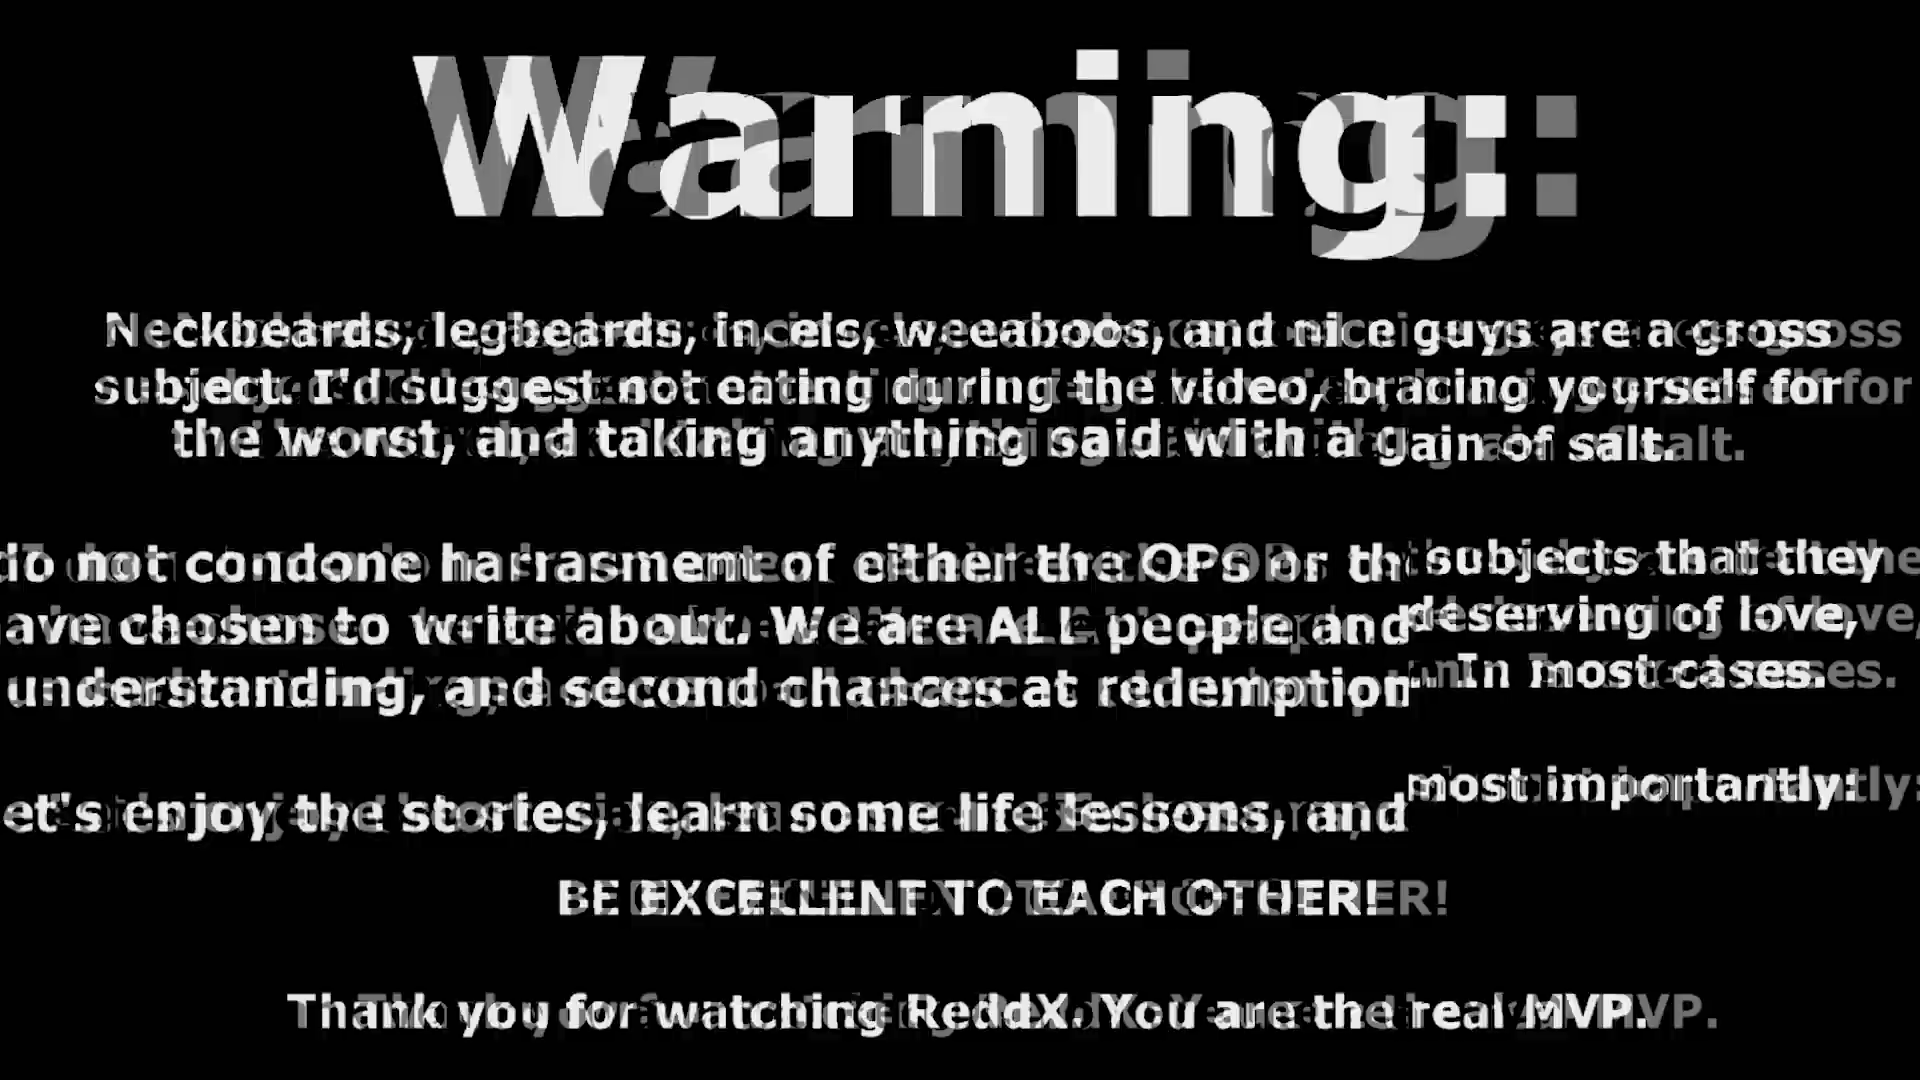 Warning:
Neckbeards, legbeards, incels, weeaboos, and nice guys are a gross
subject. I'd suggest not eating during the video, bracing yourself for
the worst, and taking anything said with a gain of salt.
do not condone harrasment of either the OPs or th subjects that they
ave chosen to write about. We are ALL people and deserving of love,
understanding, and second chances at redemption. In most cases.
et's enjoy the stories, learn some life lessons, and most importantly:
BE EXCELLENT TO EACH OTHER!
Thank you for watching ReddX. You are the real MVP.